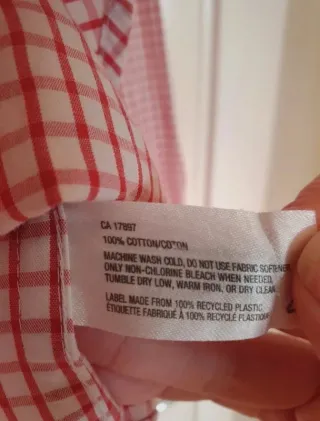 CA 17897
100% COTTON/COTON
MACHINE WASH COLD, DO NOT USE FABRIC SOFTENER
ONLY NON-CHLORINE BLEACH WHEN NEEDED,
TUMBLE DRY LOW, WARM IRON, OR DRY CLEAN
LABEL MADE FROM 100% RECYCLED PLASTIC
ÉTIQUETTE FABRIQUÉ À 100% RECYCLÉ PLASTIQUE